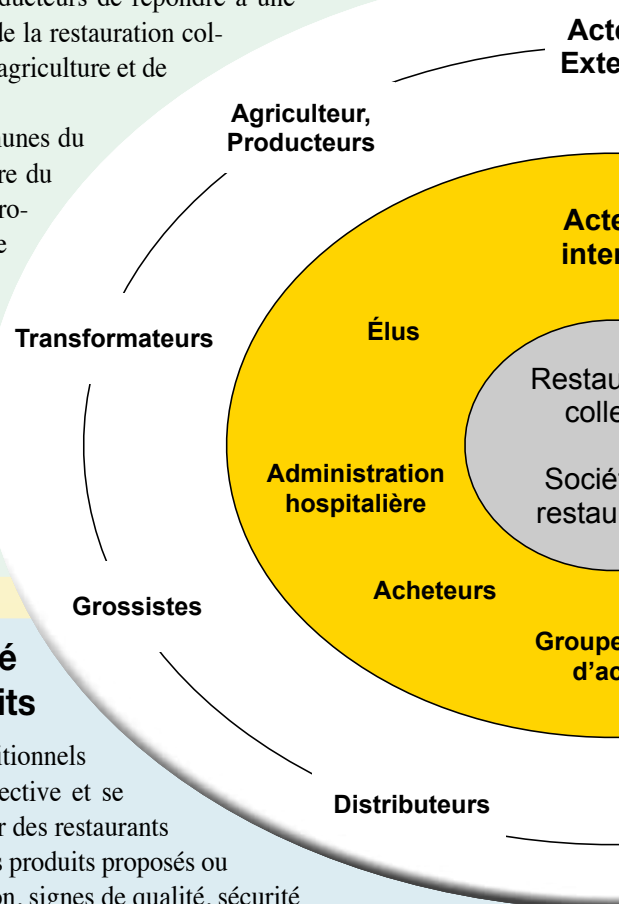 ducteurs de répondre à une
de la restauration col-
agriculture et de
unes du
re du
ro-
e
Acte
Exte
Agriculteur,
Producteurs
Acte
inter
Transformateurs
Élus
Restau
colle
Administration
hospitalière
Socié
restau
Acheteurs
Grossistes
Groupe
d’ac
é
its
Distributeurs
itionnels
ective et se
r des restaurants
s produits proposés ou
on, signes de qualité, sécurité